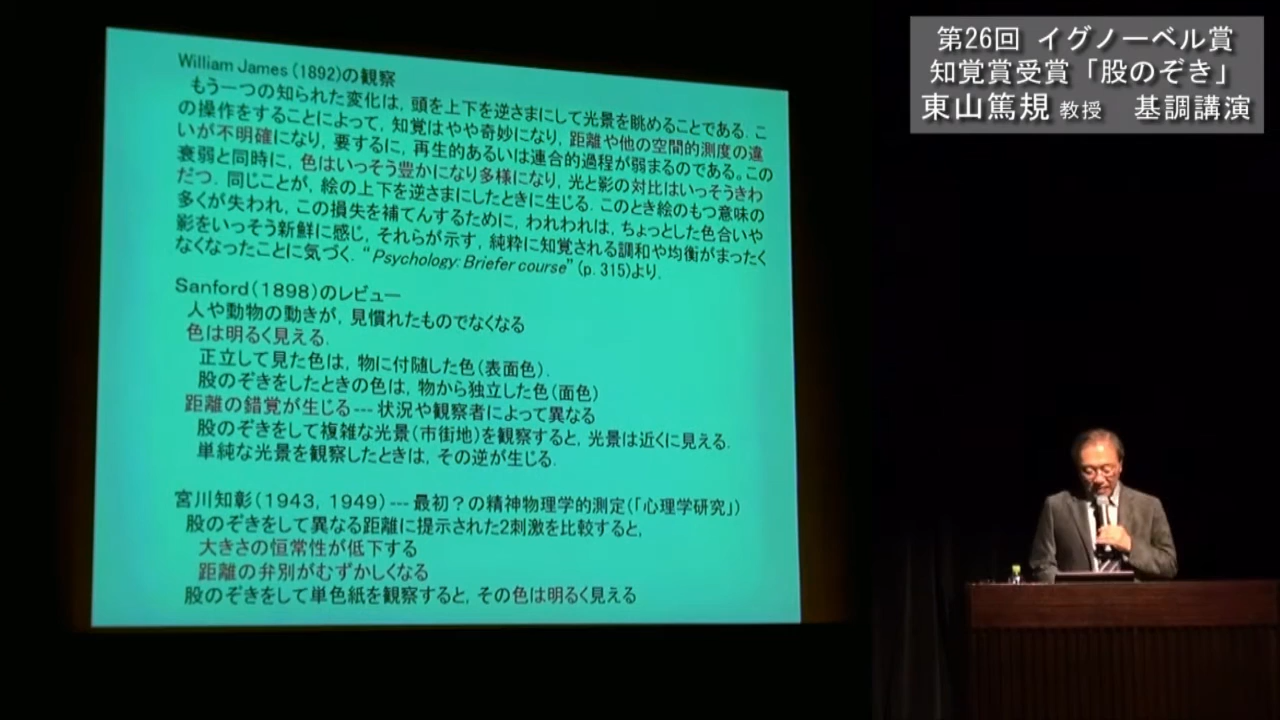 第26回 イグノーベル賞
知覚賞受賞「股のぞき」
東山篤規 教授 基調講演
William James (1892)の観察
もう一つの知られた変化は, 頭を上下を逆さまにして光景を眺めることである. こ
の操作をすることによって, 知覚はやや奇妙になり, 距離や他の空間的測度の違
いが不明確になり, 要するに, 再生的あるいは連合的過程が弱まるのである。この
衰弱と同時に, 色はいっそう豊かになり多様になり, 光と影の対比はいっそうきわ
だつ. 同じことが, 絵の上下を逆さまにしたときに生じる. このとき絵のもつ意味の
多くが失われ, この損失を補てんするために, われわれは, ちょっとした色合いや
影をいっそう新鮮に感じ, それらが示す, 純粋に知覚される調和や均衡がまったく
なくなったことに気づく. “Psychology: Briefer course” (p. 315)より.
Sanford(1898)のレビュー
人や動物の動きが, 見慣れたものでなくなる
色は明るく見える.
正立して見た色は, 物に付随した色(表面色).
股のぞきをしたときの色は, 物から独立した色(面色)
距離の錯覚が生じる --- 状況や観察者によって異なる
股のぞきをして複雑な光景(市街地)を観察すると, 光景は近くに見える.
単純な光景を観察したときは, その逆が生じる.
宮川知彰(1943, 1949) --- 最初？の精神物理学的測定(「心理学研究」)
股のぞきをして異なる距離に提示された2刺激を比較すると,
大きさの恒常性が低下する
距離の弁別がむずかしくなる
股のぞきをして単色紙を観察すると, その色は明るく見える